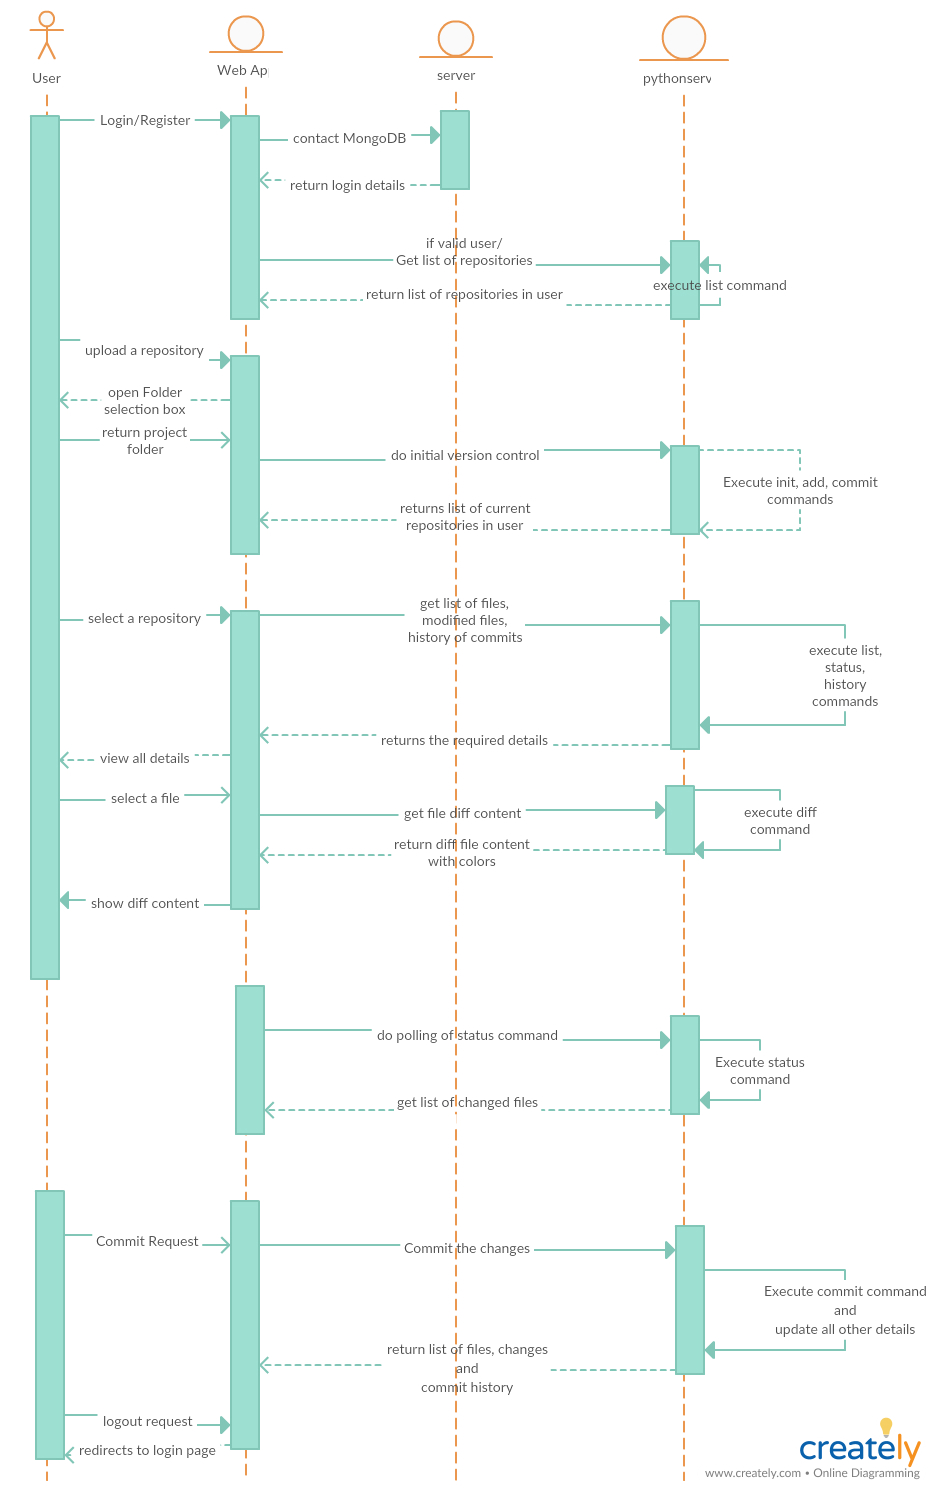 User
Web Ap
server
pythonserv
Login/Register
contact MongoDB
return login details
if valid user/
Get list of repositories
execute list command
return list of repositories in user
upload a repository
open Folder
selection box
return project
folder
do initial version control
Execute init, add, commit
commands
returns list of current
repositories in user
select a repository
get list of files,
modified files,
history of commits
execute list,
status,
history
commands
returns the required details
view all details
select a file
get file diff content
execute diff
command
return diff file content
with colors
show diff content
do polling of status command
Execute status
command
get list of changed files
Commit Request
Commit the changes
Execute commit command
and
update all other details
return list of files, changes
and
commit history
logout request
redirects to login page
creately
www.creately.com • Online Diagramming